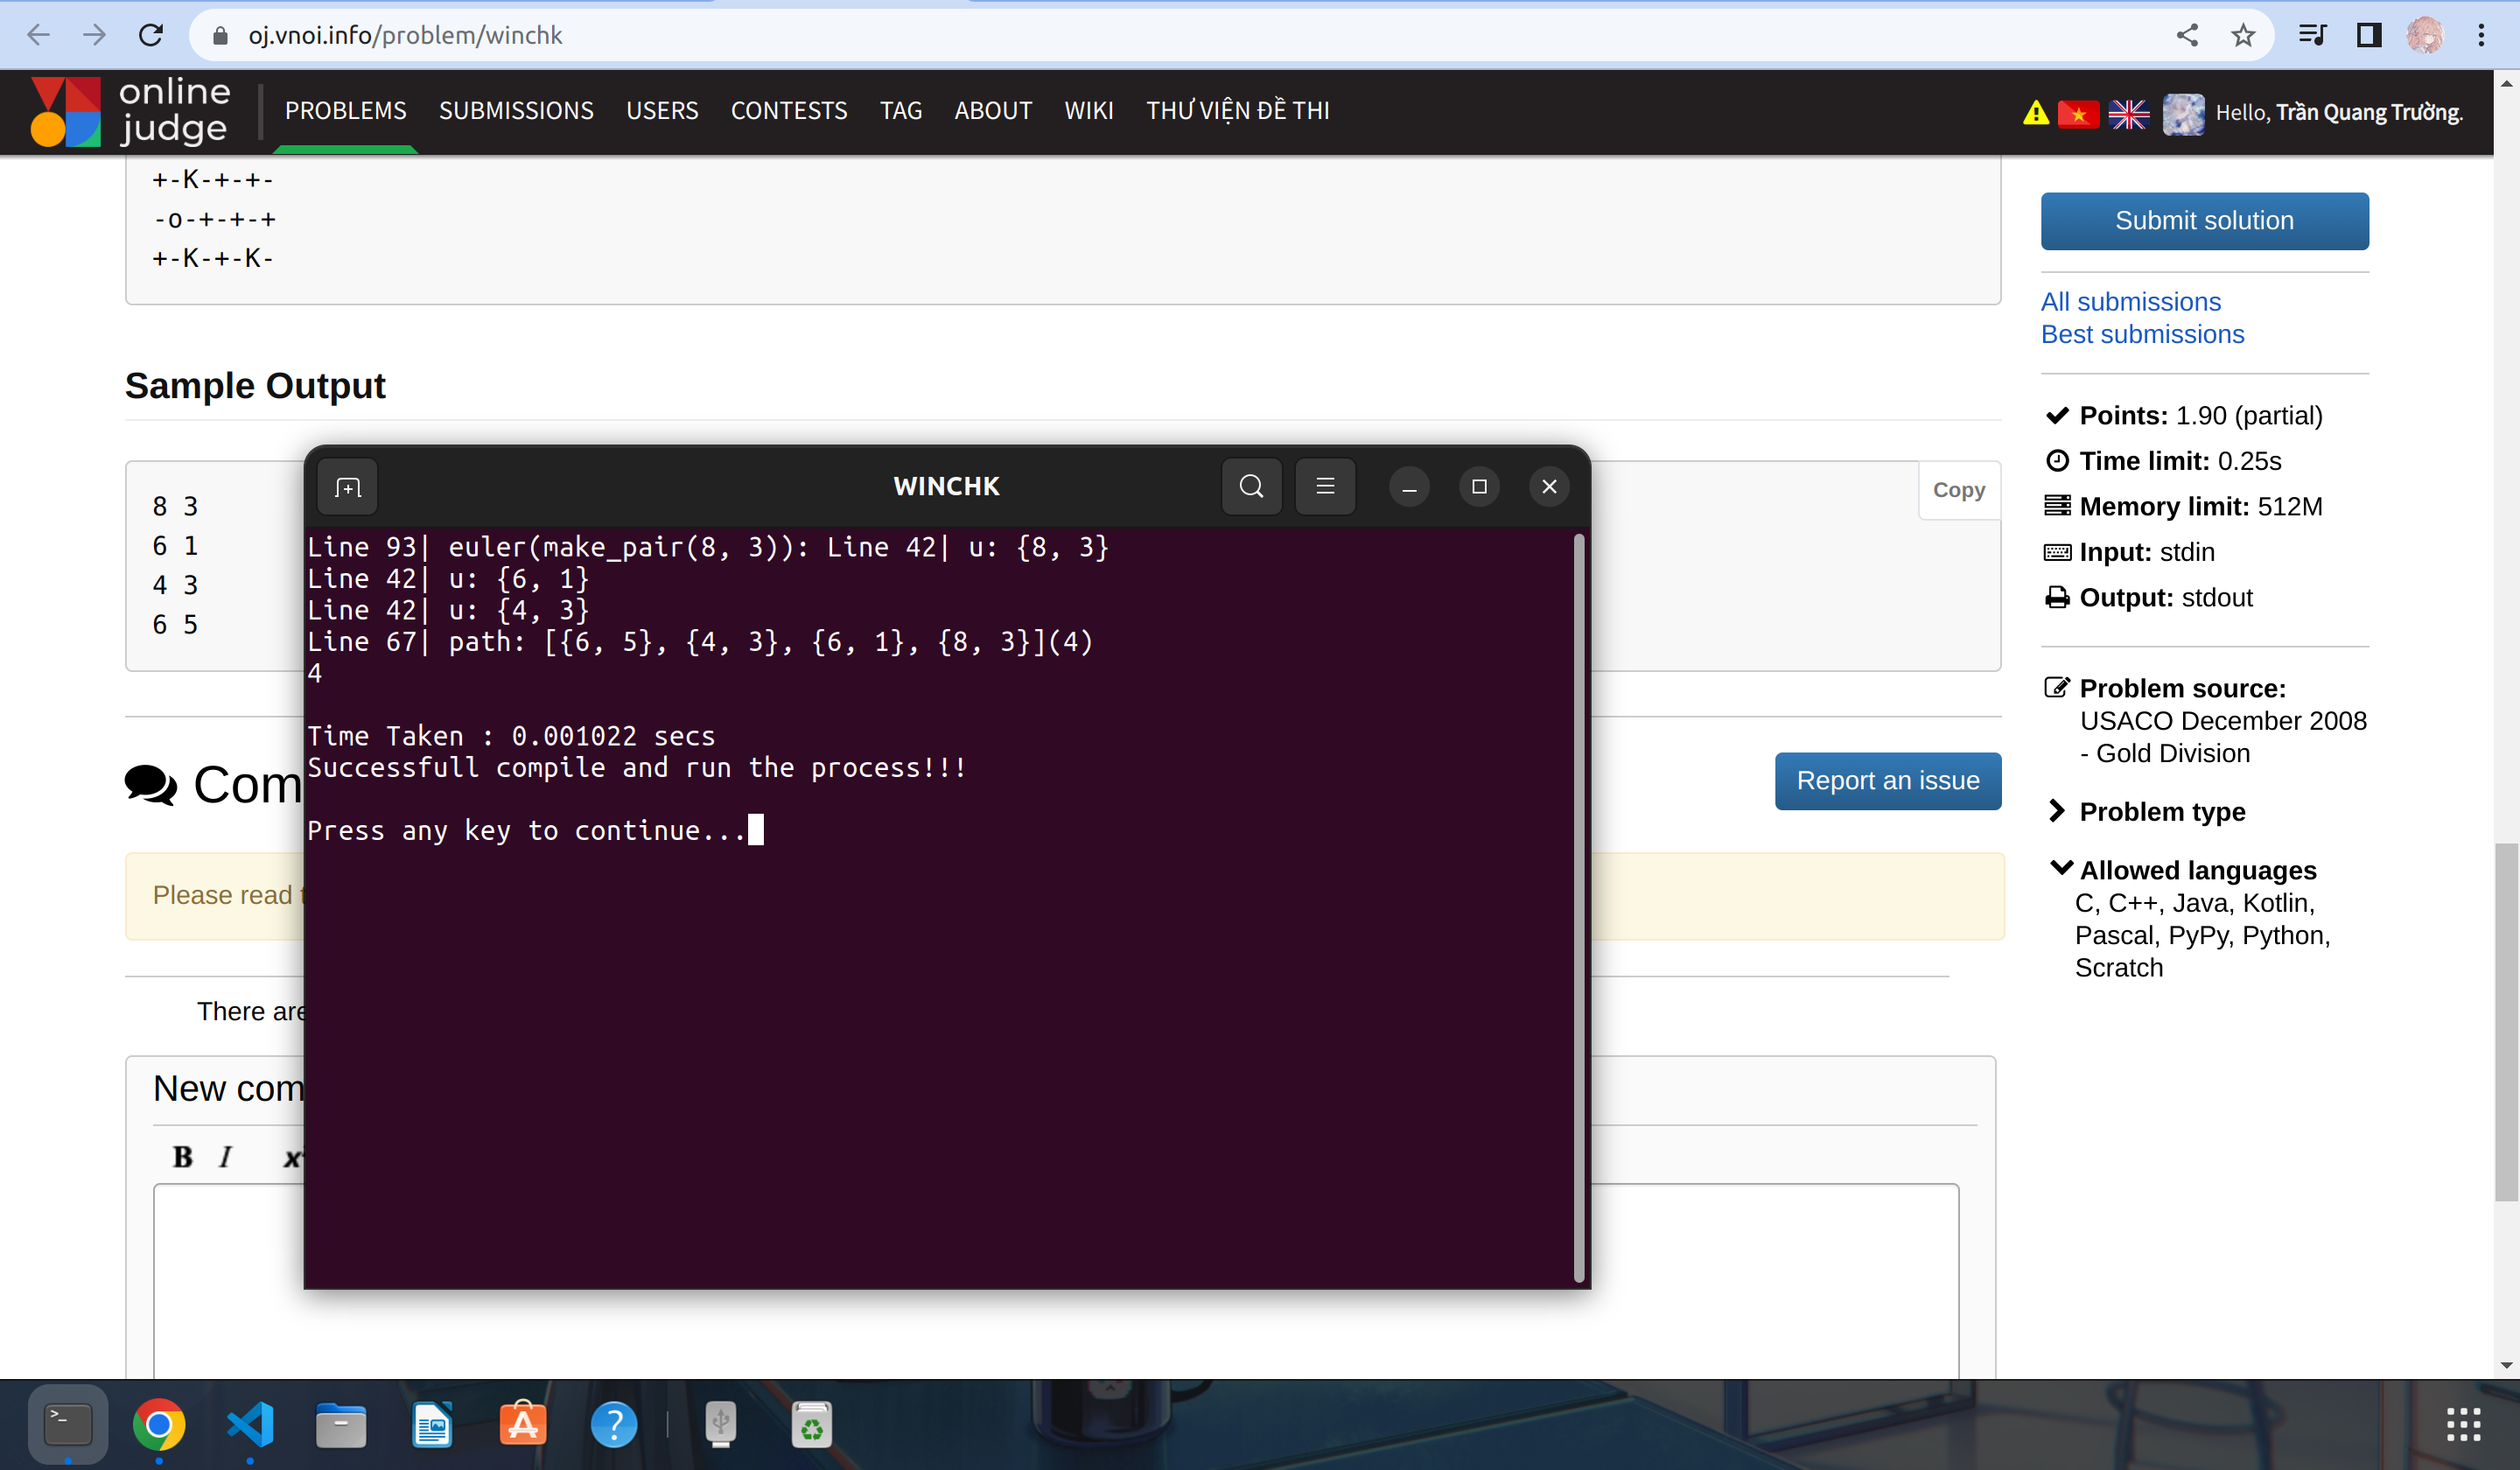 oj.vnoi.info/problem/winchk
online
judge
PROBLEMS SUBMISSIONS USERS CONTESTS TAG ABOUT WIKI THƯ VIỆN ĐỀ THI
Hello, Trần Quang Trường.
+-K-+-+-
-o-+-+-+
+-K-+-K-
Sample Output
8 3
6 1
4 3
6 5
Copy
WINCHK
Line 93| euler(make_pair(8, 3)): Line 42| u: {8, 3}
Line 42| u: {6, 1}
Line 42| u: {4, 3}
Line 67| path: [{6, 5}, {4, 3}, {6, 1}, {8, 3}](4)
4
Time Taken : 0.001022 secs
Successfull compile and run the process!!!
Press any key to continue...
Com
Report an issue
Please read
There are
New com
B I
Submit solution
All submissions
Best submissions
Points: 1.90 (partial)
Time limit: 0.25s
Memory limit: 512M
Input: stdin
Output: stdout
Problem source:
USACO December 2008
- Gold Division
Problem type
Allowed languages
C, C++, Java, Kotlin,
Pascal, PyPy, Python,
Scratch